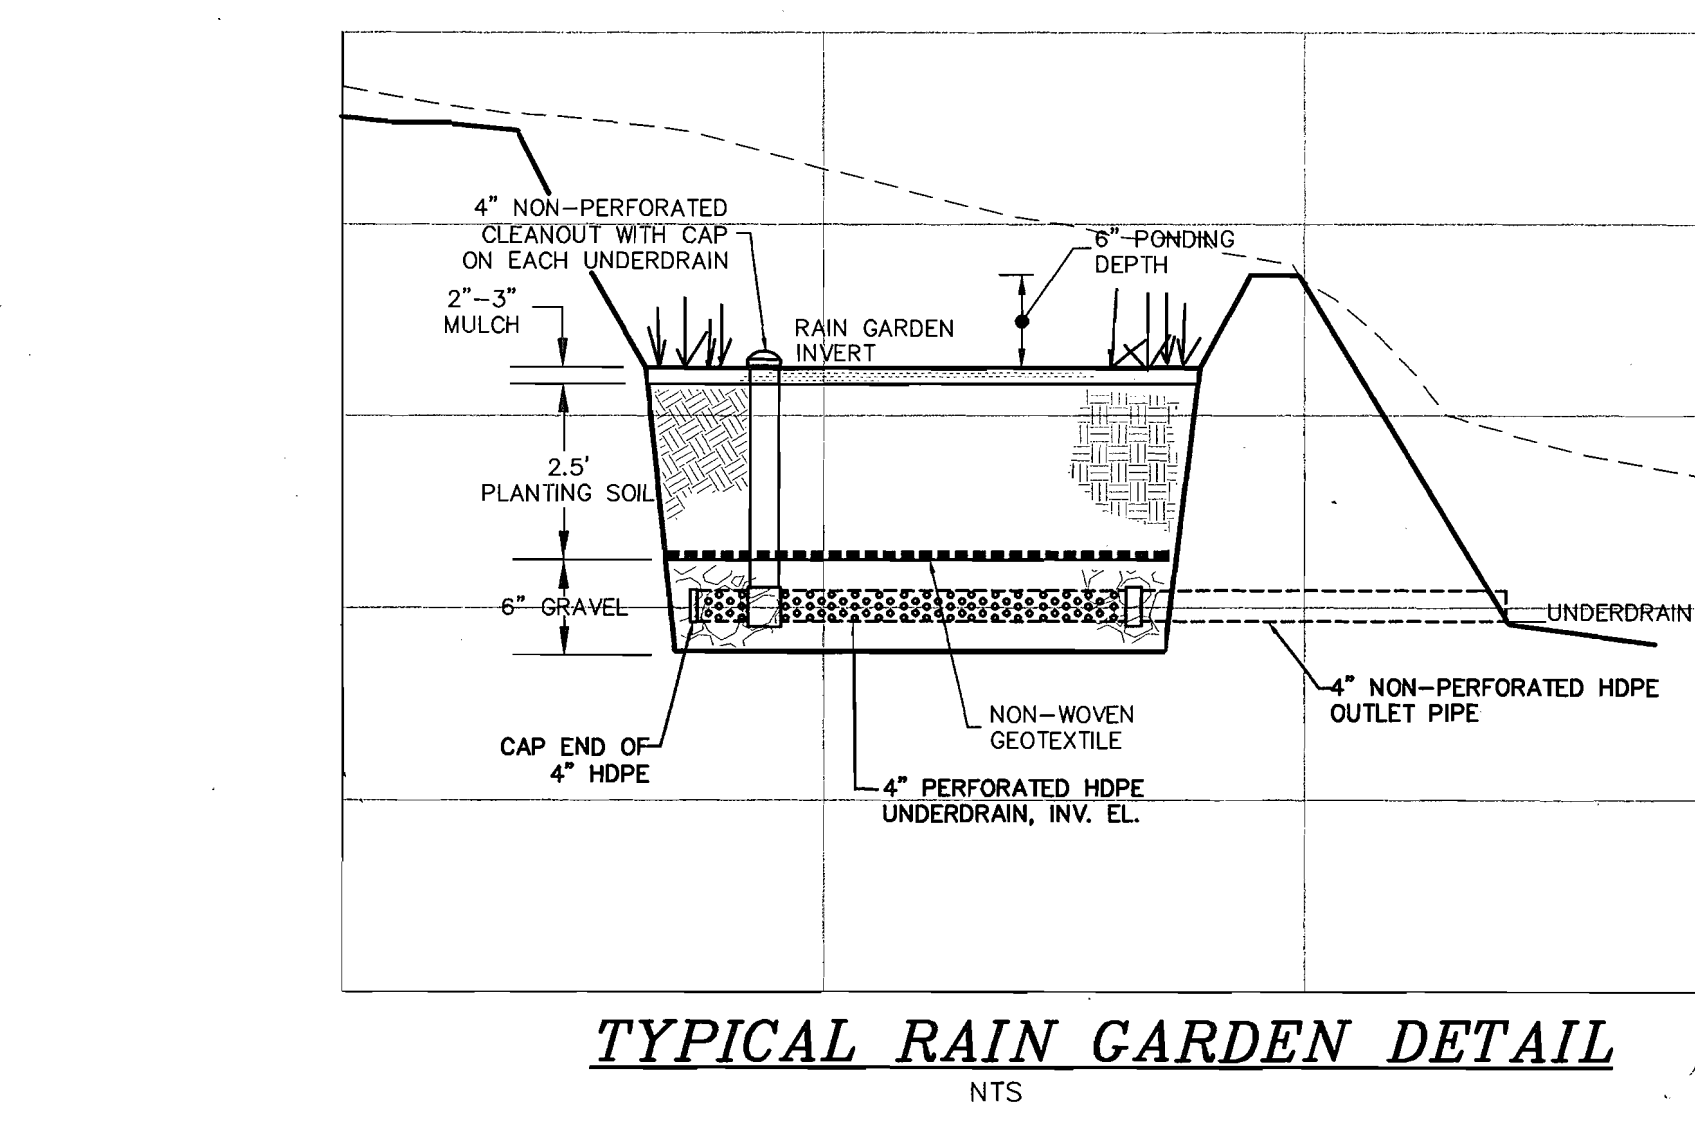 4" NON-PERFORATED
CLEANOUT WITH CAP
ON EACH UNDERDRAIN
6" PONDING
DEPTH
2"-3"
MULCH
RAIN GARDEN
INVERT
2.5'
PLANTING SOIL
6" GRAVEL
UNDERDRAIN
4" NON-PERFORATED HDPE
OUTLET PIPE
NON-WOVEN
GEOTEXTILE
CAP END OF
4" HDPE
4" PERFORATED HDPE
UNDERDRAIN, INV. EL.
TYPICAL RAIN GARDEN DETAIL
NTS